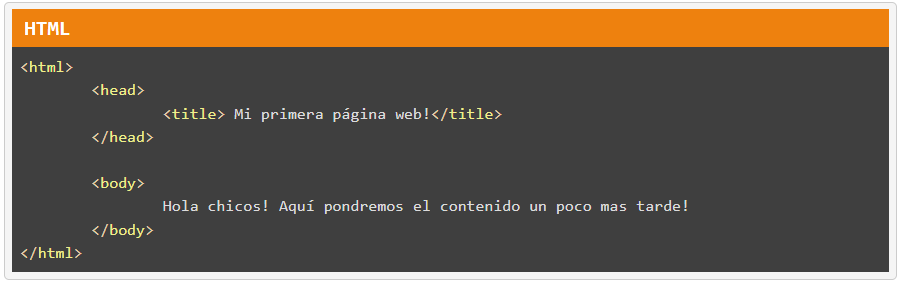 HTML
<html>
<head>
<title> Mi primera página web!</title>
</head>
<body>
Hola chicos! Aquí pondremos el contenido un poco mas tarde!
</body>
</html>